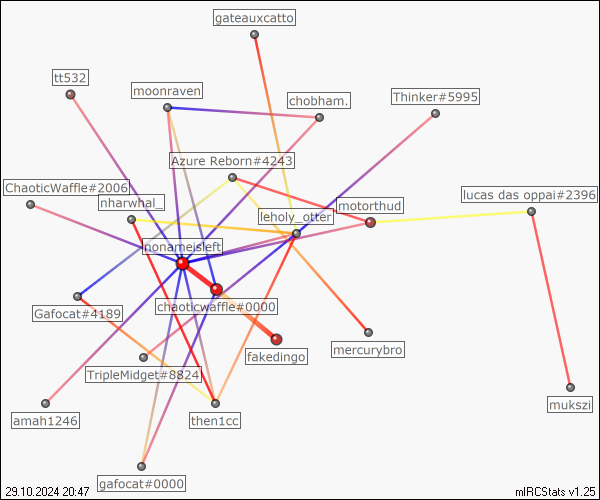 gateauxcatto
tt532
moonraven
chobham.
Thinker#5995
Azure Reborn#4243
ChaoticWaffle#2006
nharwhal_
lucas das oppai#2396
motorthud
leholy_otter
nonameisleft
chaoticwaffle#0000
Gafocat#4189
fakedingo
mercurybro
TripleMidget#8824
mukszi
amah1246
then1cc
gafocat#0000
29.10.2024 20:47
mIRCStats v1.25